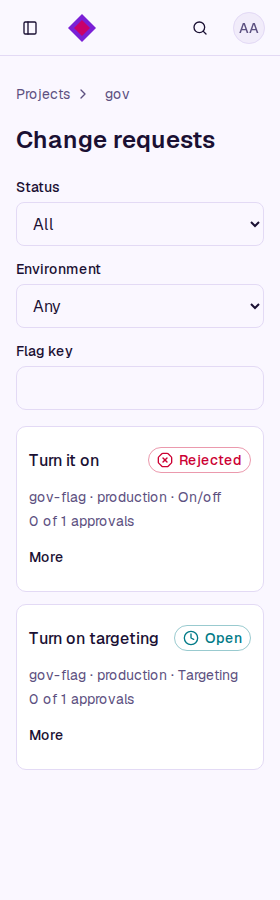 AA
Projects > gov
Change requests
Status
All
Environment
Any
Flag key
Turn it on
Rejected
gov-flag · production · On/off
0 of 1 approvals
More
Turn on targeting
Open
gov-flag · production · Targeting
0 of 1 approvals
More